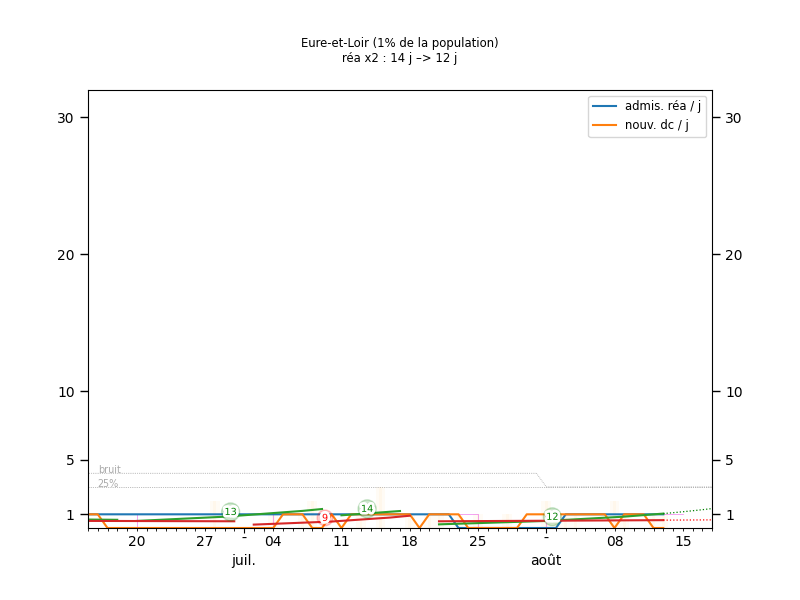 Eure-et-Loir (1% de la population)
réa x2 : 14 j –> 12 j
admis. réa / j
nouv. dc / j
30 30
20 20
10 10
5 5
bruit
25%
1 1
13 9 14 12
20 27 - 04 11 18 25 - 08 15
juil. août